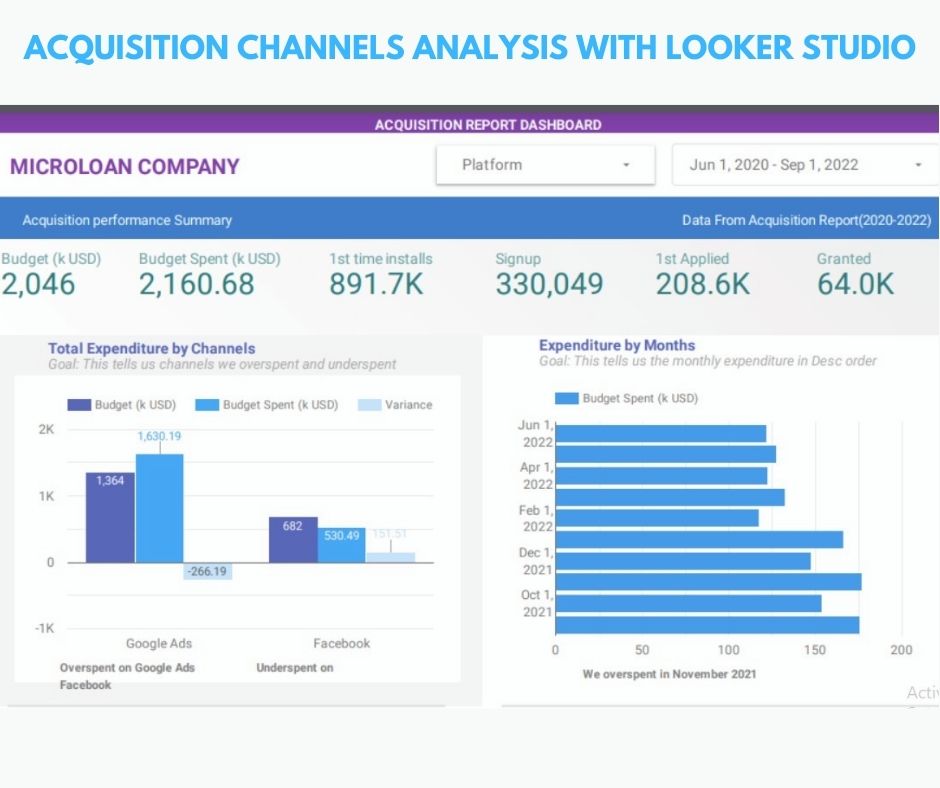 ACQUISITION CHANNELS ANALYSIS WITH LOOKER STUDIO
ACQUISITION REPORT DASHBOARD
MICROLOAN COMPANY
Platform
Jun 1, 2020 - Sep 1, 2022
Acquisition performance Summary
Data From Acquisition Report(2020-2022)
Budget (k USD)
2,046
Budget Spent (k USD)
2,160.68
1st time installs
891.7K
Signup
330,049
1st Applied
208.6K
Granted
64.0K
Total Expenditure by Channels
Goal: This tells us channels we overspent and underspent
Budget (k USD)
Budget Spent (k USD)
Variance
2K
1K
0
-1K
1,364
1,630.19
-266.19
682
530.49
151.51
Google Ads
Facebook
Overspent on Google Ads
Underspent on
Facebook
Expenditure by Months
Goal: This tells us the monthly expenditure in Desc order
Budget Spent (k USD)
Jun 1,
2022
Apr 1,
2022
Feb 1,
2022
Dec 1,
2021
Oct 1,
2021
0
50
100
150
200
We overspent in November 2021